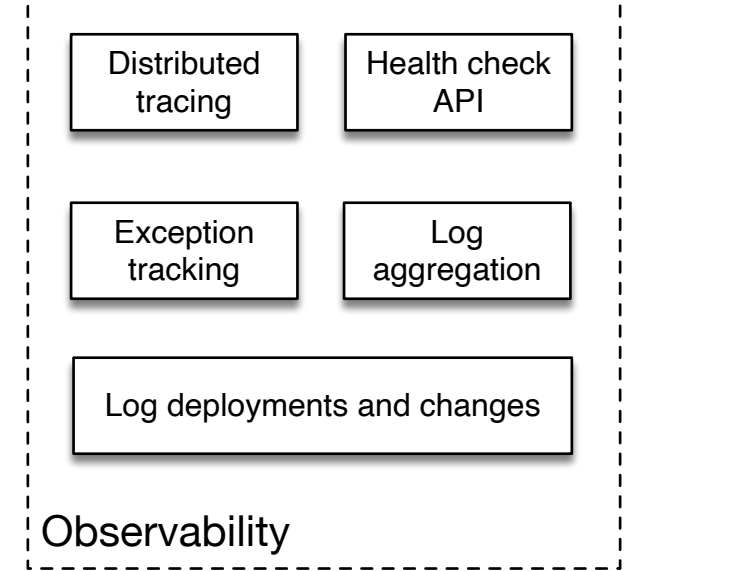 Distributed
tracing
Health check
API
Exception
tracking
Log
aggregation
Log deployments and changes
Observability